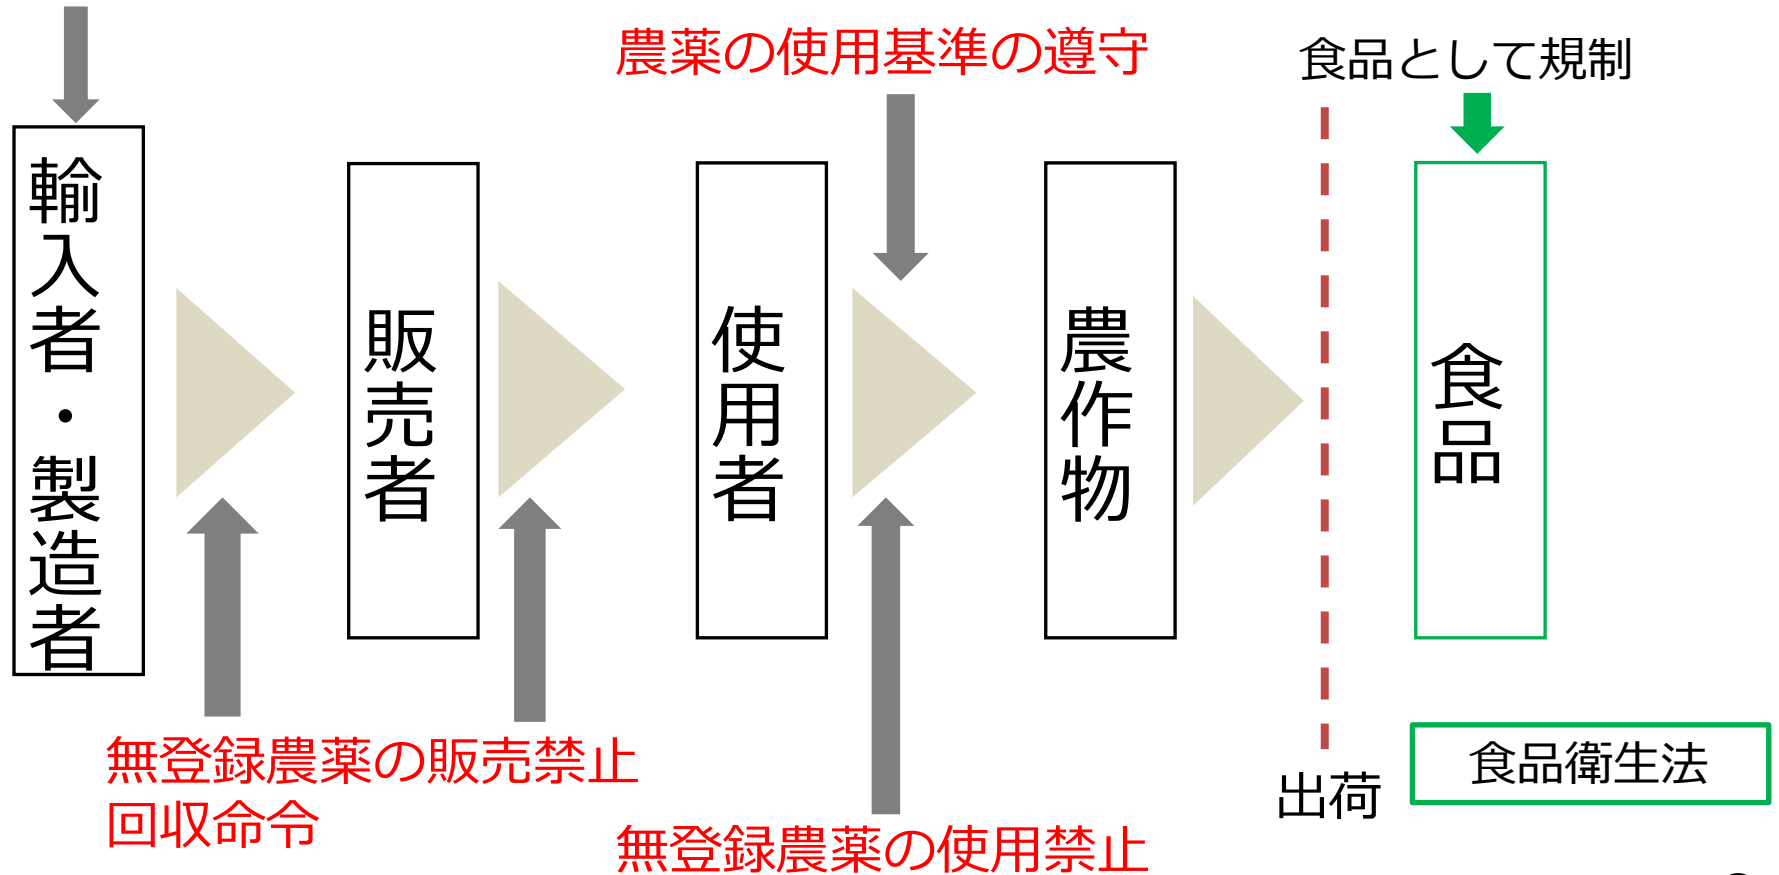 農薬の使用基準の遵守
食品として規制
輸入者・製造者
販売者
使用者
農作物
食品
無登録農薬の販売禁止
回収命令
無登録農薬の使用禁止
出荷
食品衛生法